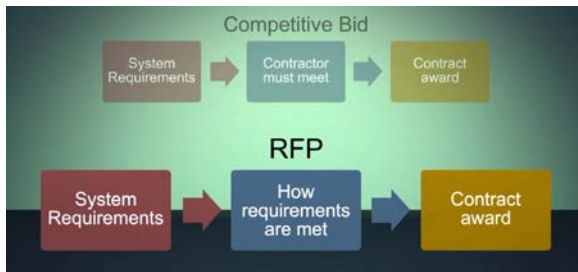 Competitive Bid
System
Requirements
Contractor
must meet
Contract
award
RFP
System
Requirements
How
requirements
are met
Contract
award